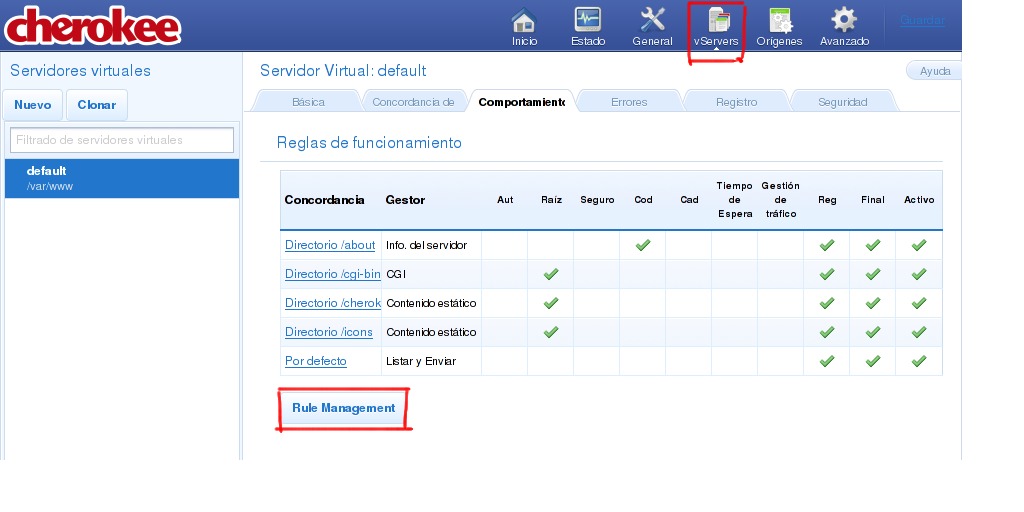 cherokee
Inicio
Estado
General
vServers
Orígenes
Avanzado
Guardar
Servidores virtuales
Servidor Virtual: default
Ayuda
Nuevo
Clonar
Básica
Concordancia de
Comportamiento
Errores
Registro
Seguridad
Filtrado de servidores virtuales
default
/var/www
Reglas de funcionamiento
Concordancia Gestor Aut Raíz Seguro Cod Cad Tiempo de Espera Gestión de tráfico Reg Final Activo
Directorio /about Info. del servidor
Directorio /cgi-bin CGI
Directorio /cherok Contenido estático
Directorio /icons Contenido estático
Por defecto Listar y Enviar
Rule Management